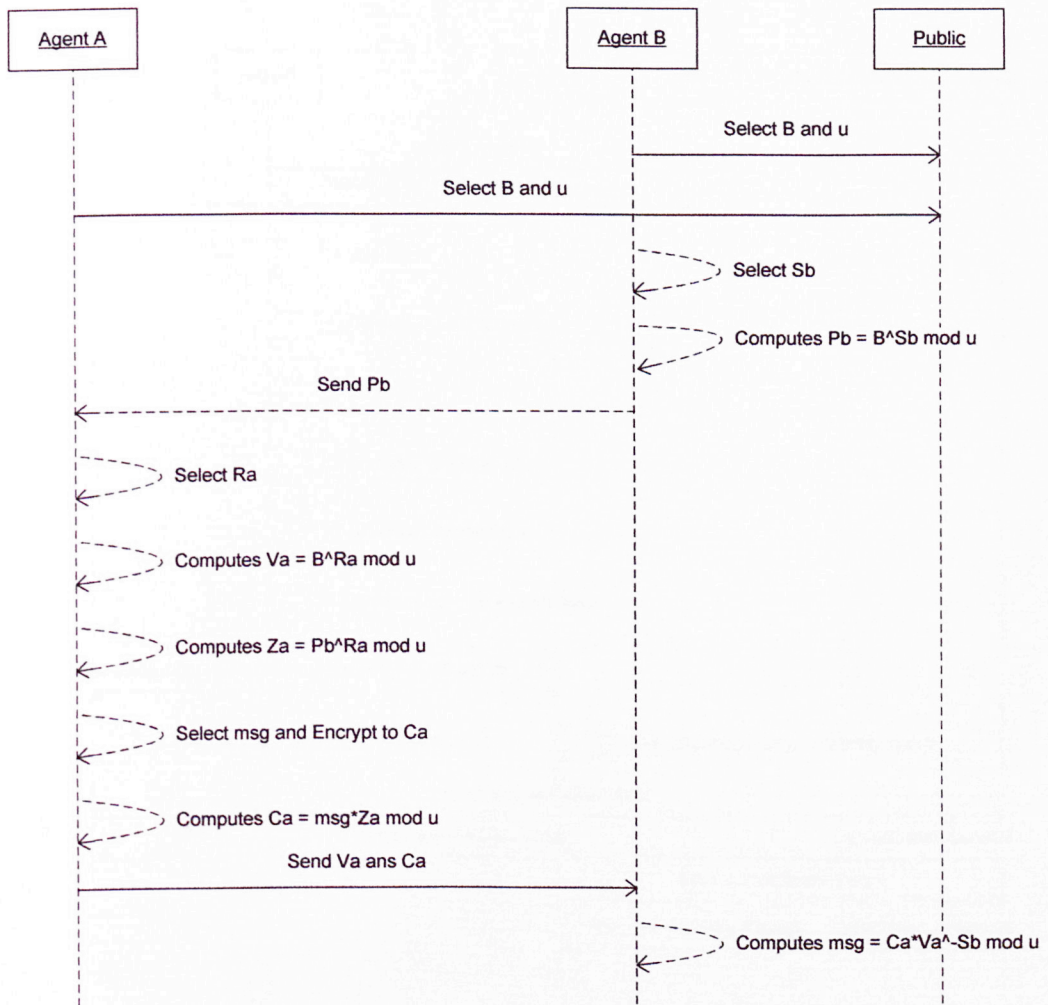 Agent A
Agent B
Public
Select B and u
Select B and u
Select Sb
Computes Pb = B^Sb mod u
Send Pb
Select Ra
Computes Va = B^Ra mod u
Computes Za = Pb^Ra mod u
Select msg and Encrypt to Ca
Computes Ca = msg*Za mod u
Send Va ans Ca
Computes msg = Ca*Va^-Sb mod u